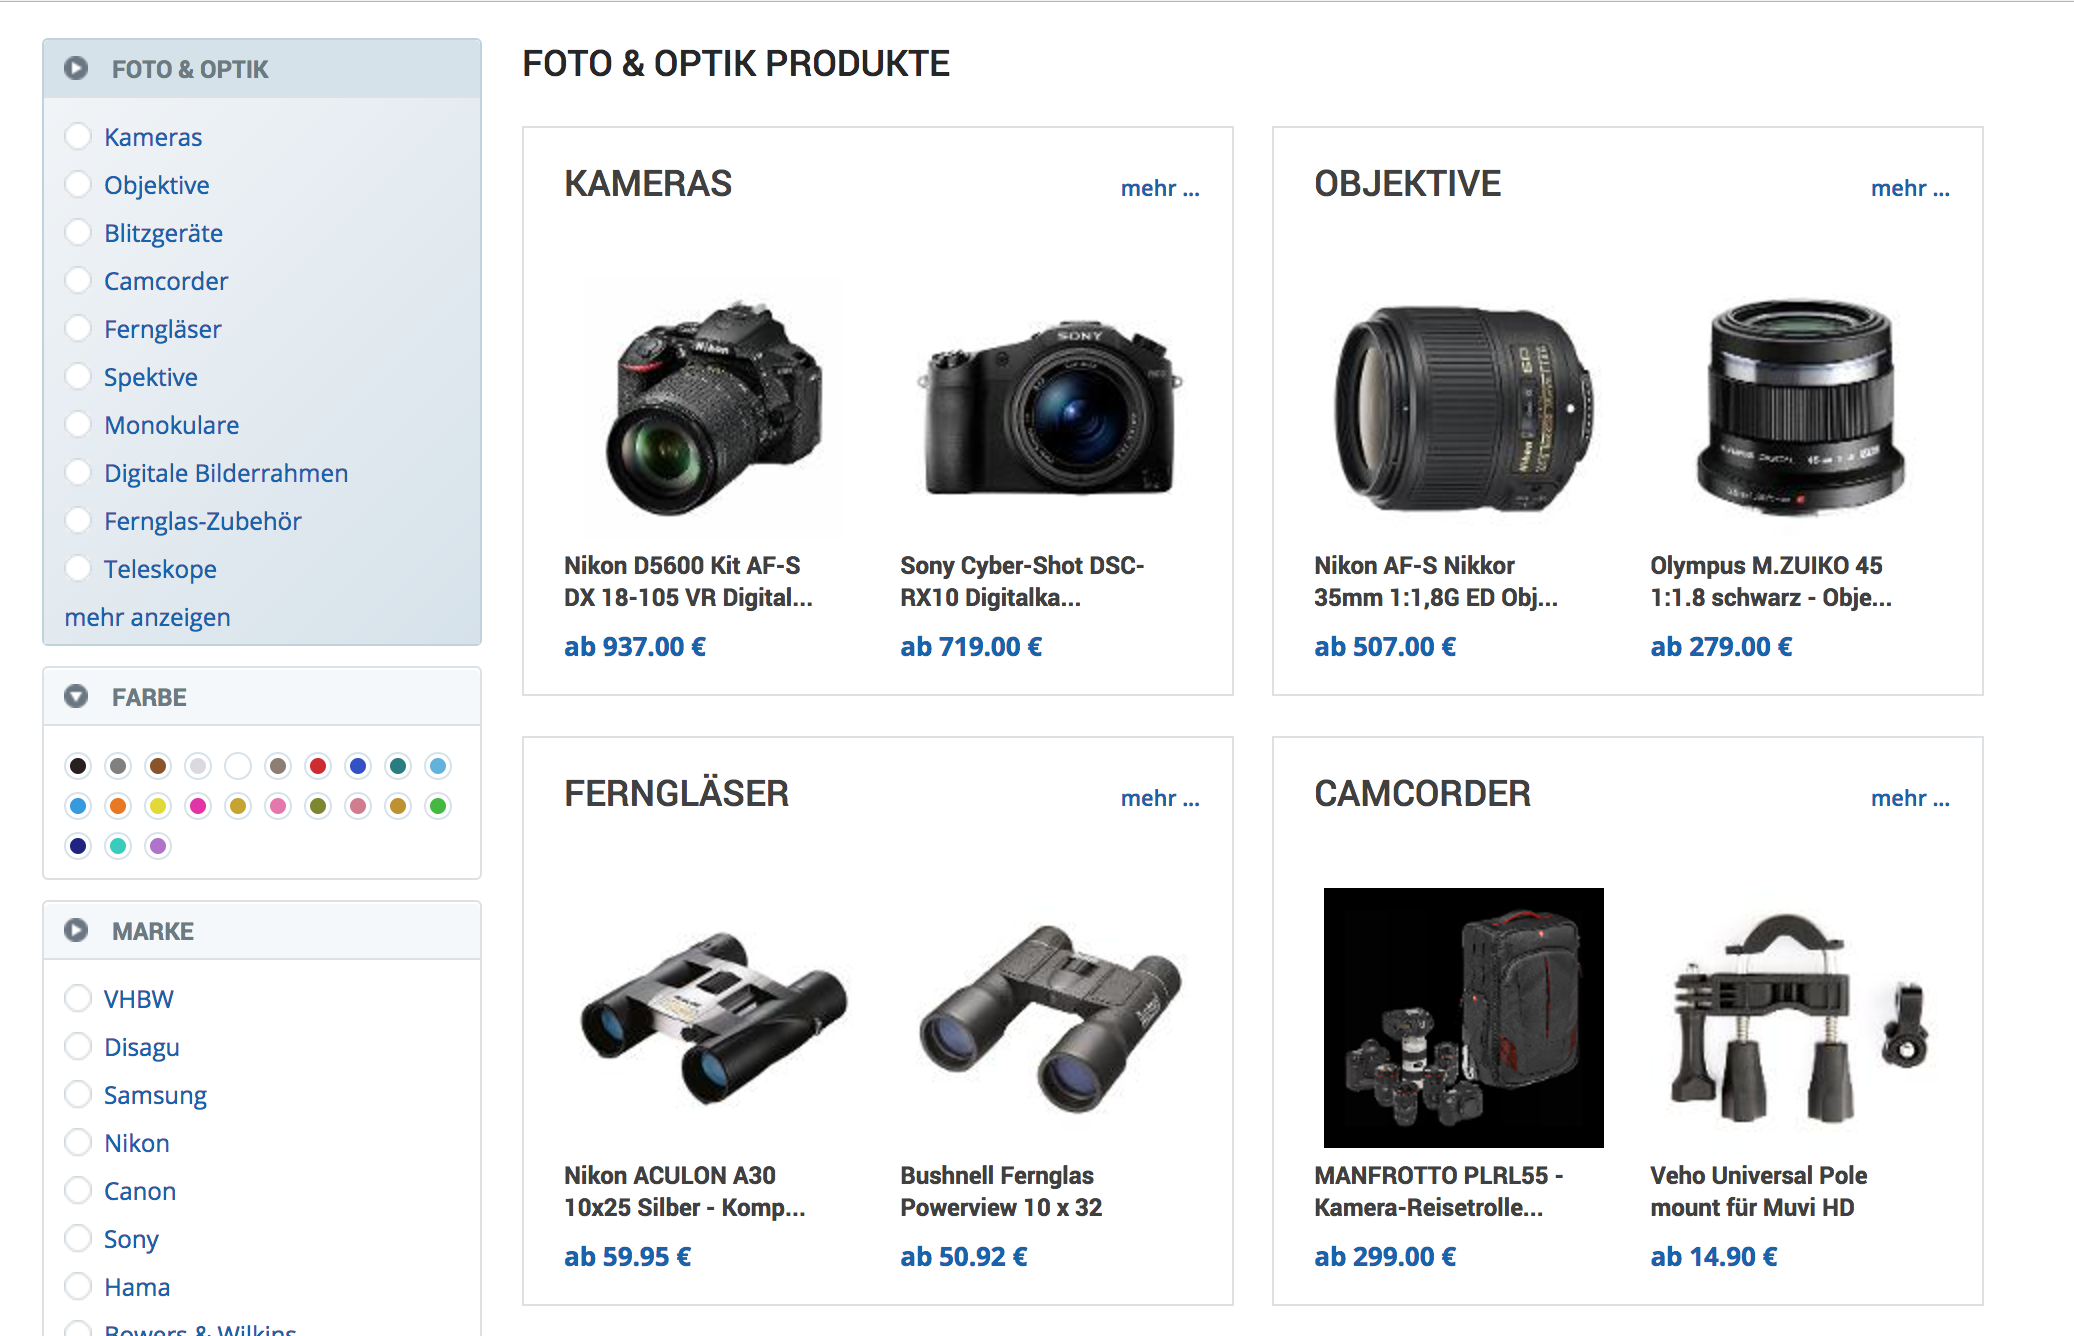 FOTO & OPTIK
Kameras
Objektive
Blitzgeräte
Camcorder
Ferngläser
Spektive
Monokulare
Digitale Bilderrahmen
Fernglas-Zubehör
Teleskope
mehr anzeigen
FARBE
MARKE
VHBW
Disagu
Samsung
Nikon
Canon
Sony
Hama
Bowers & Wilkins
FOTO & OPTIK PRODUKTE
KAMERAS
mehr ...
Nikon
SONY
Nikon D5600 Kit AF-S
DX 18-105 VR Digital...
ab 937.00 €
Sony Cyber-Shot DSC-
RX10 Digitalka...
ab 719.00 €
OBJEKTIVE
mehr ...
Nikon
Nikon AF-S Nikkor
35mm 1:1,8G ED Obj...
ab 507.00 €
Olympus M.ZUIKO 45
1:1.8 schwarz - Obje...
ab 279.00 €
FERNGLÄSER
mehr ...
Nikon ACULON A30
10x25 Silber - Komp...
ab 59.95 €
Bushnell Fernglas
Powerview 10 x 32
ab 50.92 €
CAMCORDER
mehr ...
MANFROTTO PLRL55 -
Kamera-Reisetrolle...
ab 299.00 €
Veho Universal Pole
mount für Muvi HD
ab 14.90 €